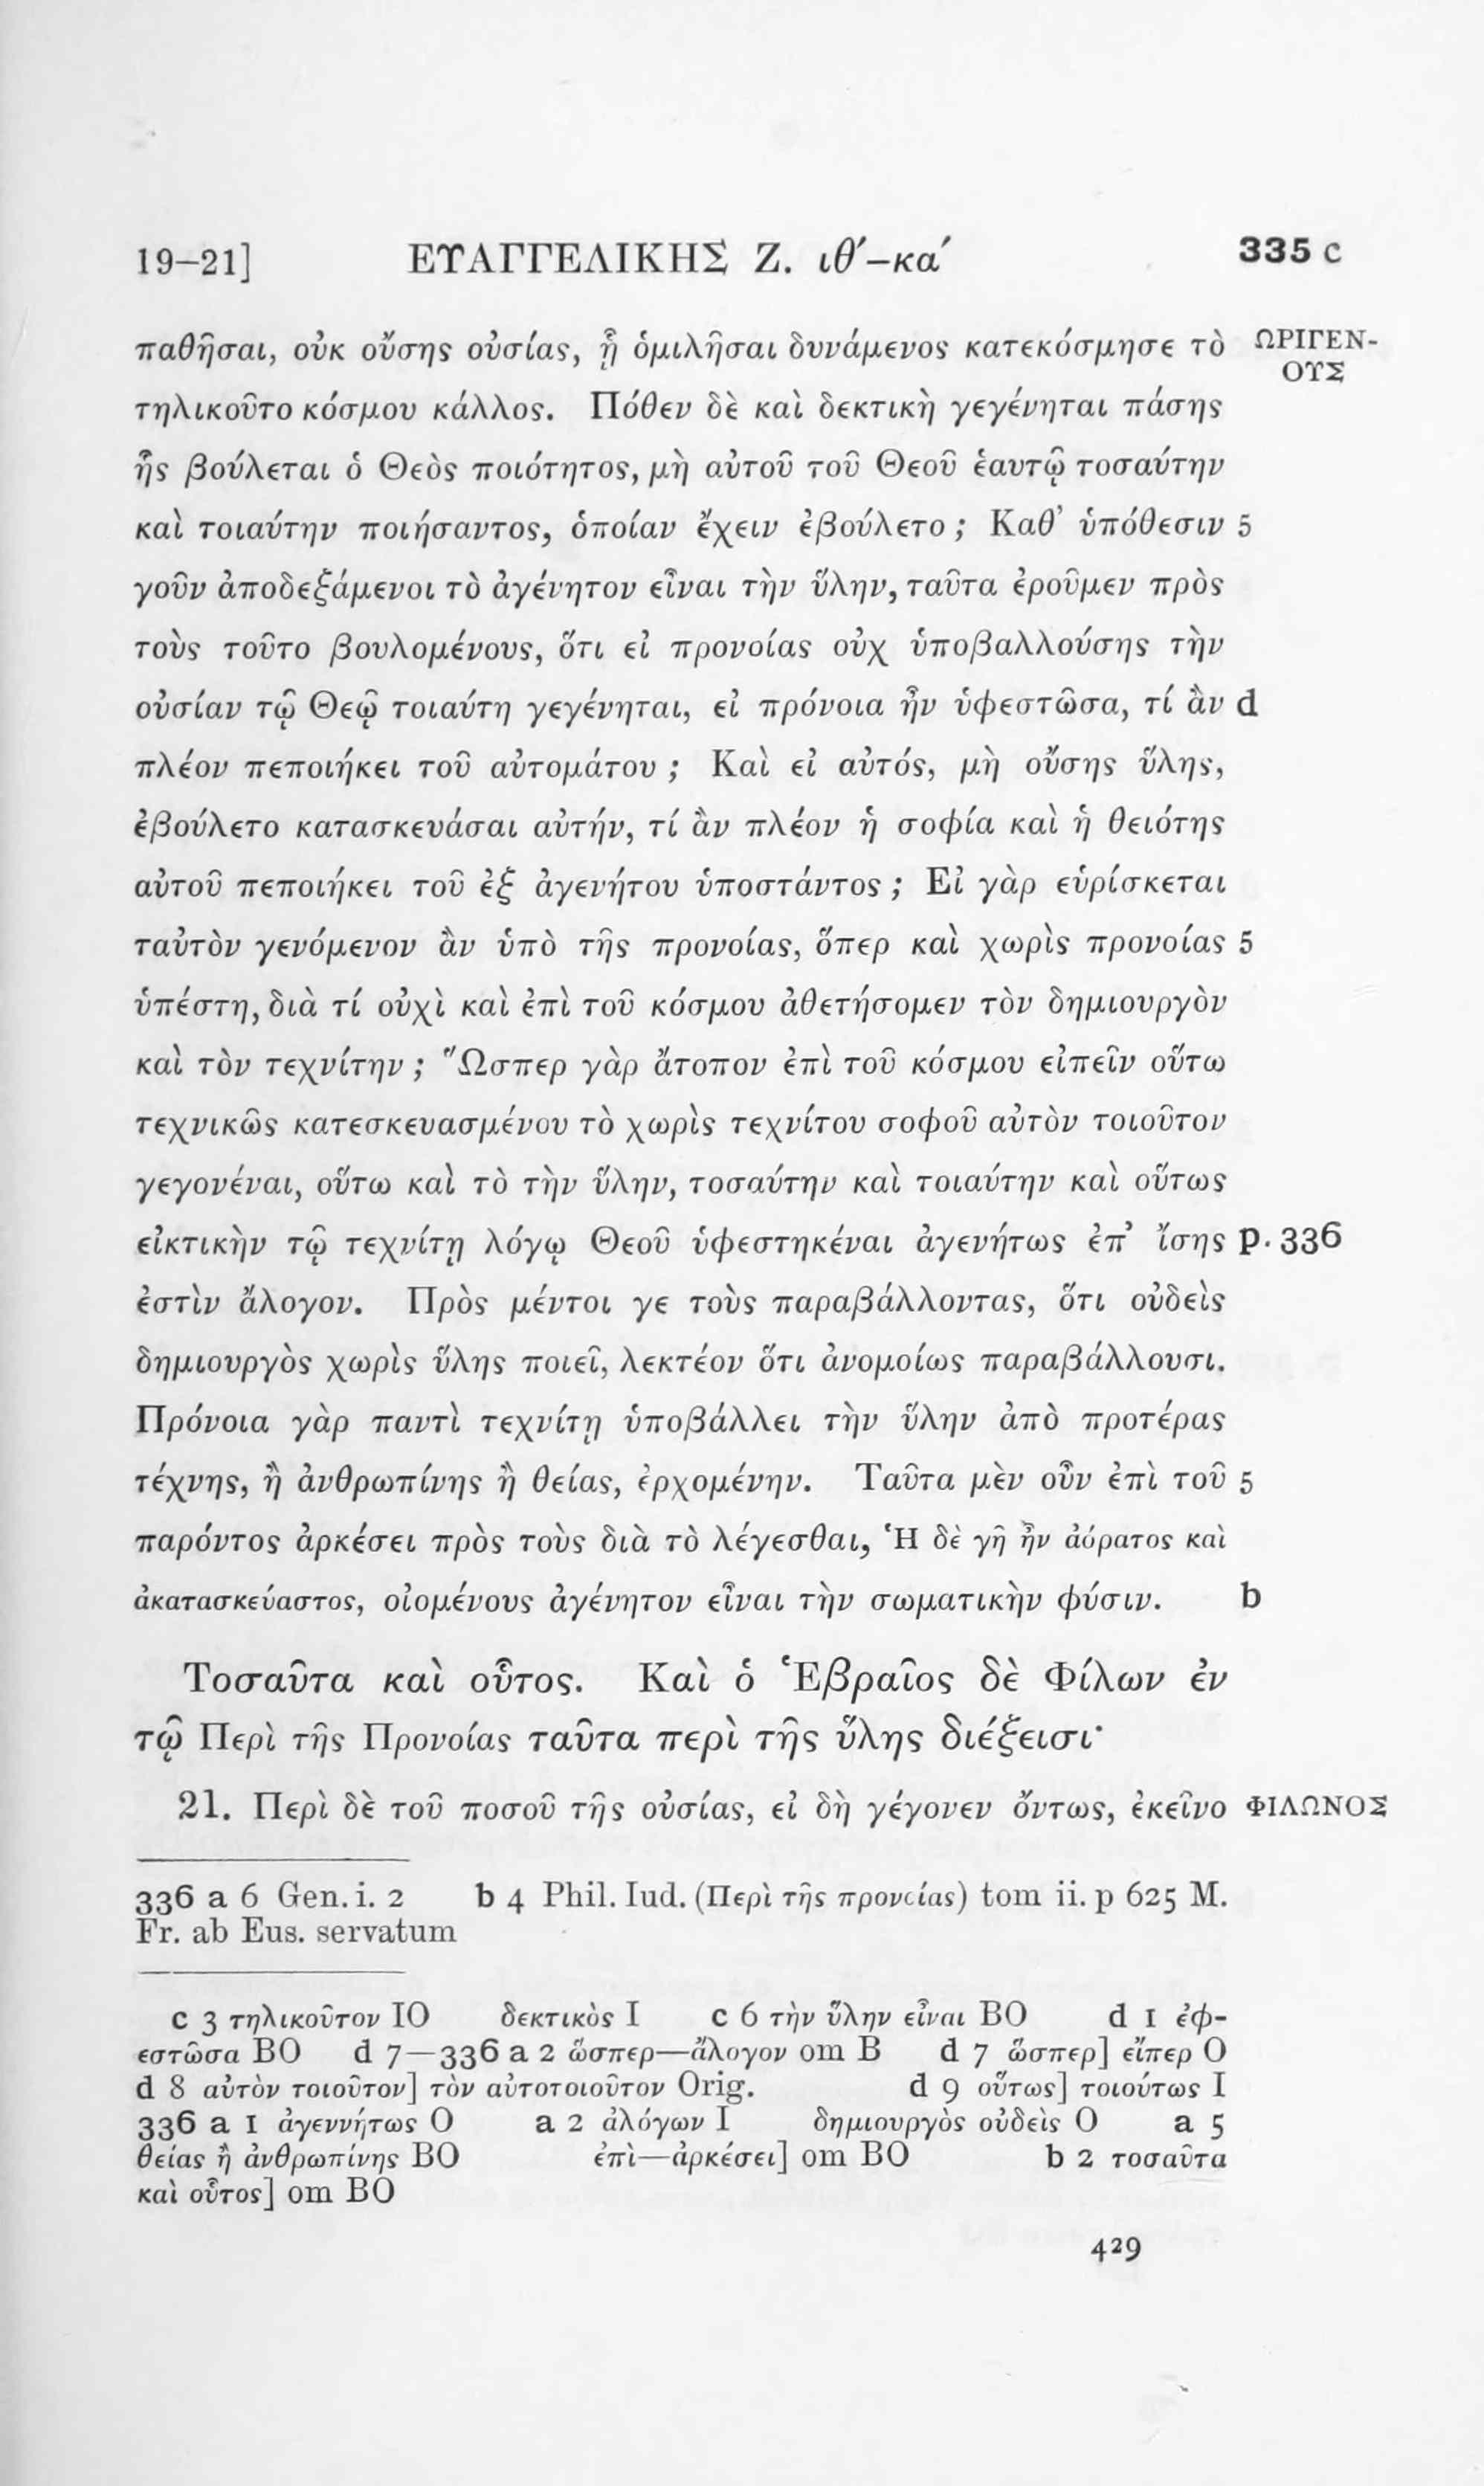 19–21] ΕΥΑΓΓΕΛΙΚΗΣ Ζ. ιθ′–κα′ 335 c
παθῆσαι, οὐκ οὔσης οὐσίας, ᾗ ὁμιλῆσαι δυνάμενος κατεκόσμησε τὸ ΩΡΙΓΕΝ-
ΟΥΣ
τηλικοῦτο κόσμου κάλλος. Πόθεν δὲ καὶ δεκτικὴ γεγένηται πάσης
ἧς βούλεται ὁ Θεὸς ποιότητος, μὴ αὐτοῦ τοῦ Θεοῦ ἑαυτῷ τοσαύτην
καὶ τοιαύτην ποιήσαντος, ὁποίαν ἔχειν ἐβούλετο ; Καθ’ ὑπόθεσιν 5
γοῦν ἀποδεξάμενοι τὸ ἀγένητον εἶναι τὴν ὕλην, ταῦτα ἐροῦμεν πρὸς
τοὺς τοῦτο βουλομένους, ὅτι εἰ προνοίας οὐχ ὑποβαλλούσης τὴν
οὐσίαν τῷ Θεῷ τοιαύτη γεγένηται, εἰ πρόνοια ἦν ὑφεστῶσα, τί ἂν d
πλέον πεποιήκει τοῦ αὐτομάτου ; Καὶ εἰ αὐτός, μὴ οὔσης ὕλης,
ἐβούλετο κατασκευάσαι αὐτήν, τί ἂν πλέον ἡ σοφία καὶ ἡ θειότης
αὐτοῦ πεποιήκει τοῦ ἐξ ἀγενήτου ὑποστάντος ; Εἰ γὰρ εὑρίσκεται
ταὐτὸν γενόμενον ἂν ὑπὸ τῆς προνοίας, ὅπερ καὶ χωρὶς προνοίας 5
ὑπέστη, διὰ τί οὐχὶ καὶ ἐπὶ τοῦ κόσμου ἀθετήσομεν τὸν δημιουργὸν
καὶ τὸν τεχνίτην ; Ὥσπερ γὰρ ἄτοπον ἐπὶ τοῦ κόσμου εἰπεῖν οὕτω
τεχνικῶς κατεσκευασμένου τὸ χωρὶς τεχνίτου σοφοῦ αὐτὸν τοιοῦτον
γεγονέναι, οὕτω καὶ τὸ τὴν ὕλην, τοσαύτην καὶ τοιαύτην καὶ οὕτως
εἰκτικὴν τῷ τεχνίτῃ λόγῳ Θεοῦ ὑφεστηκέναι ἀγενήτως ἐπ’ ἴσης p. 336
ἐστὶν ἄλογον. Πρὸς μέντοι γε τοὺς παραβάλλοντας, ὅτι οὐδεὶς
δημιουργὸς χωρὶς ὕλης ποιεῖ, λεκτέον ὅτι ἀνομοίως παραβάλλουσι.
Πρόνοια γὰρ παντὶ τεχνίτῃ ὑποβάλλει τὴν ὕλην ἀπὸ προτέρας
τέχνης, ἢ ἀνθρωπίνης ἢ θείας, ἐρχομένην. Ταῦτα μὲν οὖν ἐπὶ τοῦ 5
παρόντος ἀρκέσει πρὸς τοὺς διὰ τὸ λέγεσθαι, Ἡ δὲ γῆ ἦν ἀόρατος καὶ
ἀκατασκεύαστος, οἰομένους ἀγένητον εἶναι τὴν σωματικὴν φύσιν. b
Τοσαῦτα καὶ οὗτος. Καὶ ὁ Ἑβραῖος δὲ Φίλων ἐν
τῷ Περὶ τῆς Προνοίας ταῦτα περὶ τῆς ὕλης διέξεισι·
21. Περὶ δὲ τοῦ ποσοῦ τῆς οὐσίας, εἰ δὴ γέγονεν ὄντως, ἐκεῖνο ΦΙΛΩΝΟΣ
336 a 6 Gen. i. 2 b 4 Phil. Iud. (Περὶ τῆς προνοίας) tom ii. p 625 M.
Fr. ab Eus. servatum
c 3 τηλικοῦτον IO δεκτικὸς I c 6 τὴν ὕλην εἶναι BO d 1 ἐφ-
εστῶσα BO d 7—336 a 2 ὥσπερ—ἄλογον om B d 7 ὥσπερ] εἴπερ O
d 8 αὐτὸν τοιοῦτον] τὸν αὐτοτοιοῦτον Orig. d 9 οὕτως] τοιούτως I
336 a 1 ἀγεννήτως O a 2 ἀλόγων I δημιουργὸς οὐδεὶς O a 5
θείας ἢ ἀνθρωπίνης BO ἐπὶ—ἀρκέσει] om BO b 2 τοσαῦτα
καὶ οὗτος] om BO
429